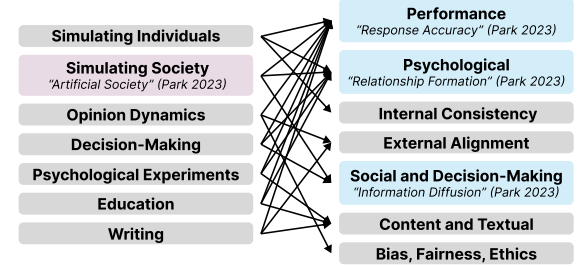 Simulating Individuals
Simulating Society
"Artificial Society" (Park 2023)
Opinion Dynamics
Decision-Making
Psychological Experiments
Education
Writing
Performance
"Response Accuracy" (Park 2023)
Psychological
"Relationship Formation" (Park 2023)
Internal Consistency
External Alignment
Social and Decision-Making
"Information Diffusion" (Park 2023)
Content and Textual
Bias, Fairness, Ethics